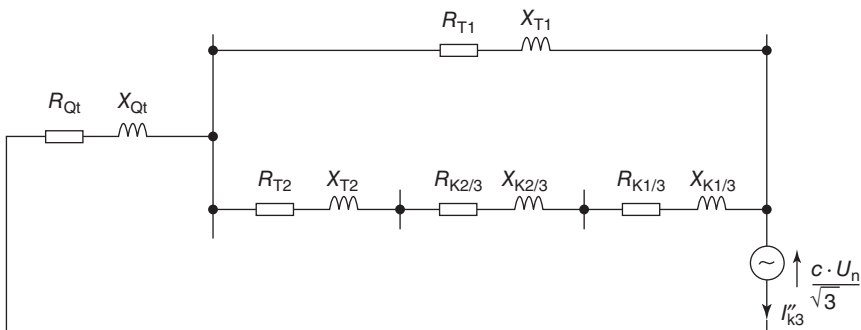 R_T1 X_T1
R_Qt X_Qt
R_T2 X_T2 R_K2/3 X_K2/3 R_K1/3 X_K1/3
~
c · U_n
√3
I″_k3